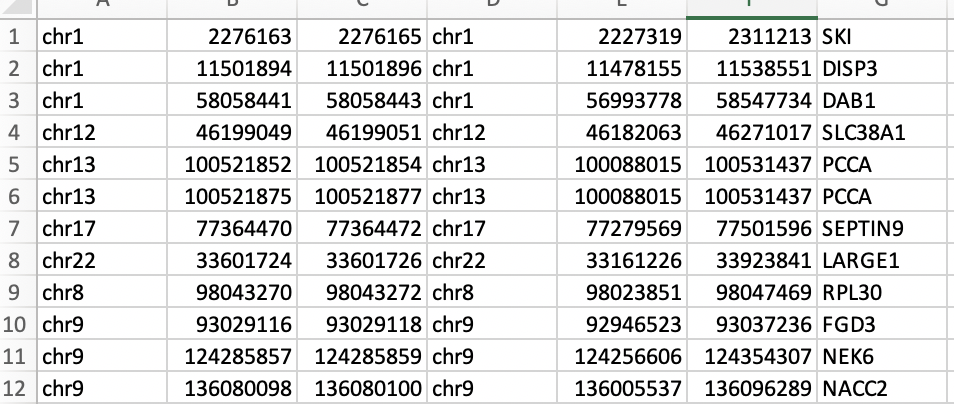 A B C D E F G
1 chr1 2276163 2276165 chr1 2227319 2311213 SKI
2 chr1 11501894 11501896 chr1 11478155 11538551 DISP3
3 chr1 58058441 58058443 chr1 56993778 58547734 DAB1
4 chr12 46199049 46199051 chr12 46182063 46271017 SLC38A1
5 chr13 100521852 100521854 chr13 100088015 100531437 PCCA
6 chr13 100521875 100521877 chr13 100088015 100531437 PCCA
7 chr17 77364470 77364472 chr17 77279569 77501596 SEPTIN9
8 chr22 33601724 33601726 chr22 33161226 33923841 LARGE1
9 chr8 98043270 98043272 chr8 98023851 98047469 RPL30
10 chr9 93029116 93029118 chr9 92946523 93037236 FGD3
11 chr9 124285857 124285859 chr9 124256606 124354307 NEK6
12 chr9 136080098 136080100 chr9 136005537 136096289 NACC2